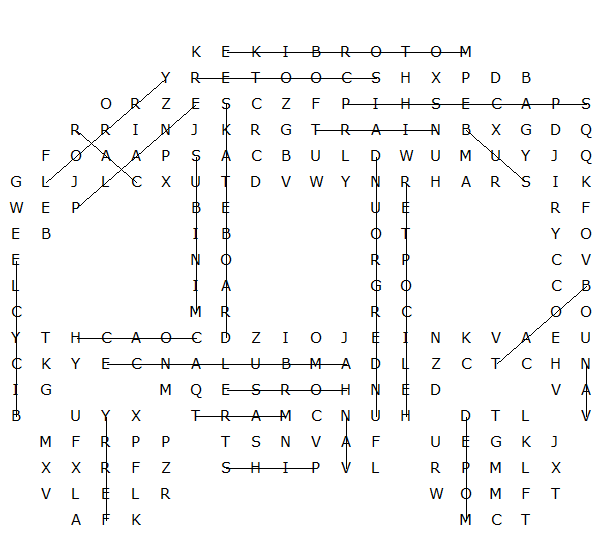 K E K I B R O T O M
Y R E T O O C S H X P D B
O R Z E S C Z F P I H S E C A P S
R R I N J K R G T R A I N B X G D Q
F O A A P S A C B U L D W U M U Y J Q
G L J L C X U T D V W Y N R H A R S I K
W E P B E U E R F
E B I B O T Y O
E N O R P C V
L I A G O C B
C M R R C O O
Y T H C A O C D Z I O J E I N K V A E U
C K Y E C N A L U B M A D L Z C T C H N
I G M Q E S R O H N E D V A
B U Y X T R A M C N U H D T L V
M F R P P T S N V A F U E G K J
X X R F Z S H I P V L R P M L X
V L E L R W O M F T
A F K M C T